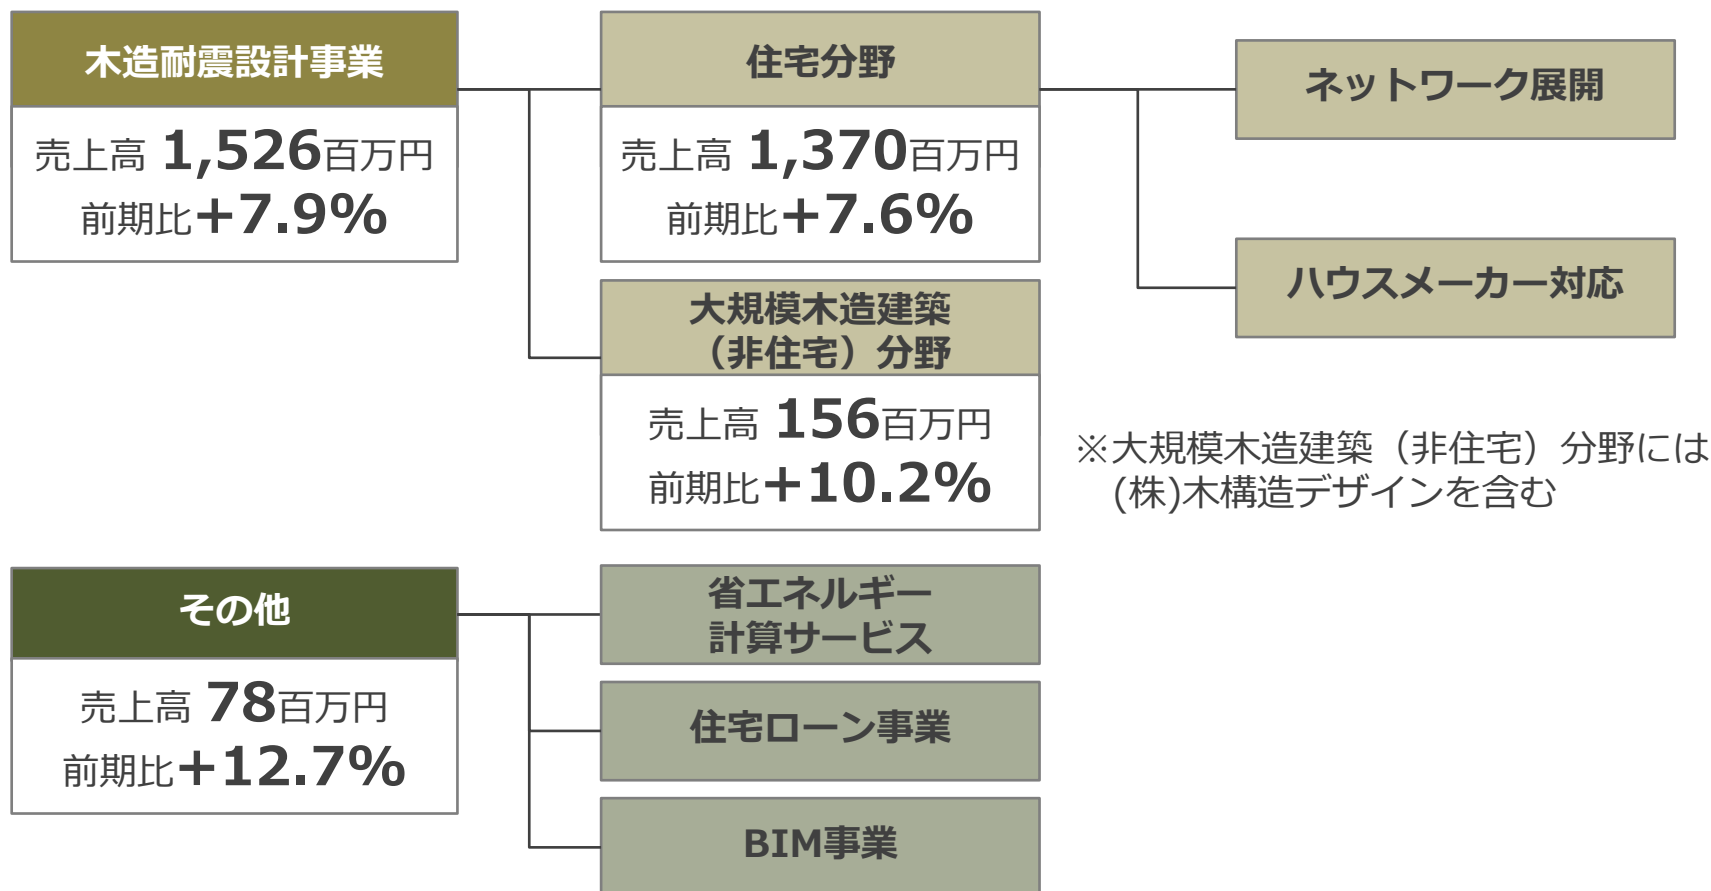 木造耐震設計事業
売上高 1,526百万円
前期比+7.9%
住宅分野
売上高 1,370百万円
前期比+7.6%
ネットワーク展開
ハウスメーカー対応
大規模木造建築
（非住宅）分野
売上高 156百万円
前期比+10.2%
※大規模木造建築（非住宅）分野には
(株)木構造デザインを含む
その他
売上高 78百万円
前期比+12.7%
省エネルギー
計算サービス
住宅ローン事業
BIM事業